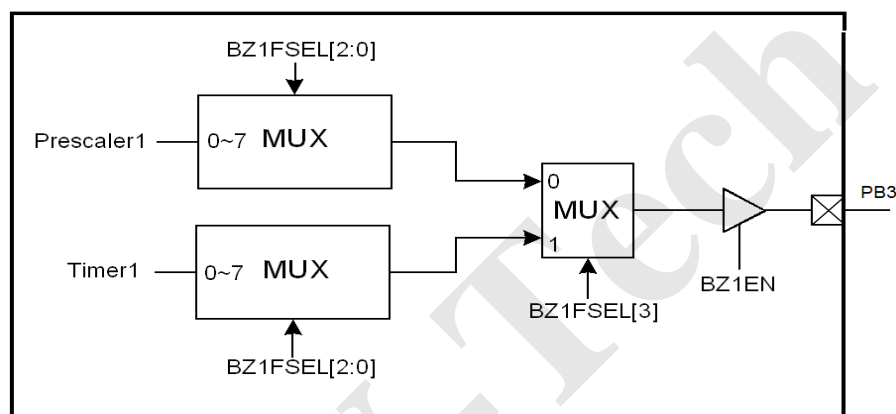 BZ1FSEL[2:0]
Prescaler1
0~7 MUX
0
MUX
1
PB3
BZ1EN
Timer1
0~7 MUX
BZ1FSEL[3]
BZ1FSEL[2:0]
Tech